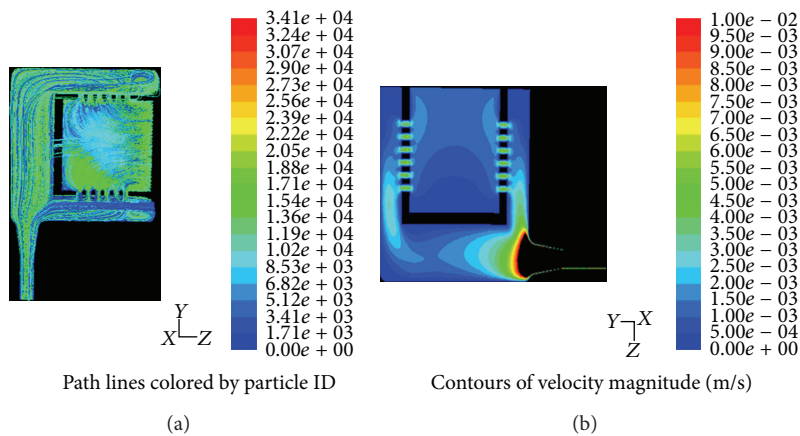 3.41e + 04
3.24e + 04
3.07e + 04
2.90e + 04
2.73e + 04
2.56e + 04
2.39e + 04
2.22e + 04
2.05e + 04
1.88e + 04
1.71e + 04
1.54e + 04
1.36e + 04
1.19e + 04
1.02e + 04
8.53e + 03
6.82e + 03
5.12e + 03
3.41e + 03
1.71e + 03
0.00e + 00
Y
X Z
Path lines colored by particle ID
(a)
1.00e − 02
9.50e − 03
9.00e − 03
8.50e − 03
8.00e − 03
7.50e − 03
7.00e − 03
6.50e − 03
6.00e − 03
5.50e − 03
5.00e − 03
4.50e − 03
4.00e − 03
3.50e − 03
3.00e − 03
2.50e − 03
2.00e − 03
1.50e − 03
1.00e − 03
5.00e − 04
0.00e + 00
Y X
Z
Contours of velocity magnitude (m/s)
(b)